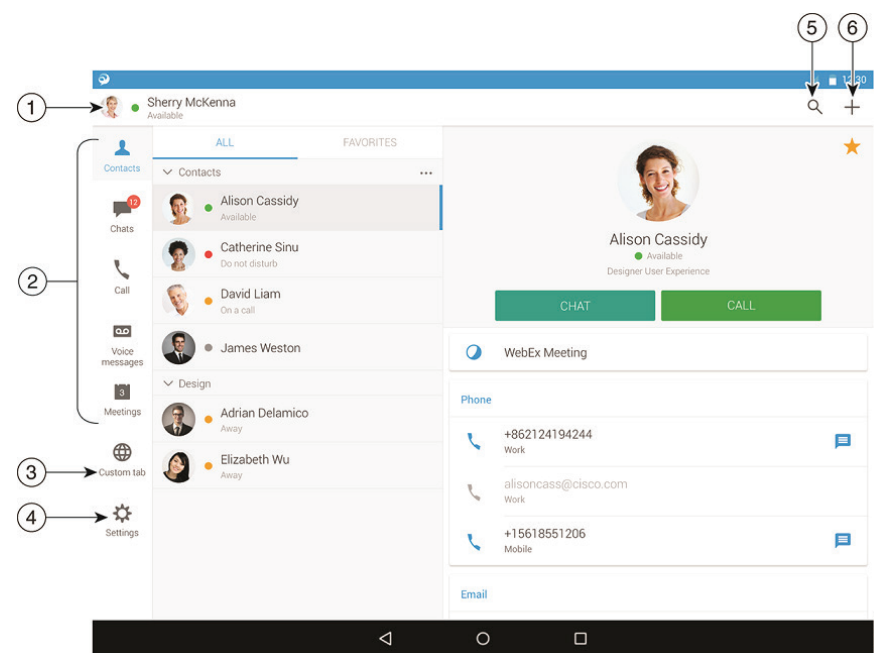 5
6
12:30
1
Sherry McKenna
Available
2
Contacts
12
Chats
Call
Voice
messages
3
Meetings
3
Custom tab
4
Settings
ALL
FAVORITES
Contacts
Alison Cassidy
Available
Catherine Sinu
Do not disturb
David Liam
On a call
James Weston
Design
Adrian Delamico
Away
Elizabeth Wu
Away
Alison Cassidy
Available
Designer User Experience
CHAT
CALL
WebEx Meeting
Phone
+862124194244
Work
alisoncass@cisco.com
Work
+15618551206
Mobile
Email